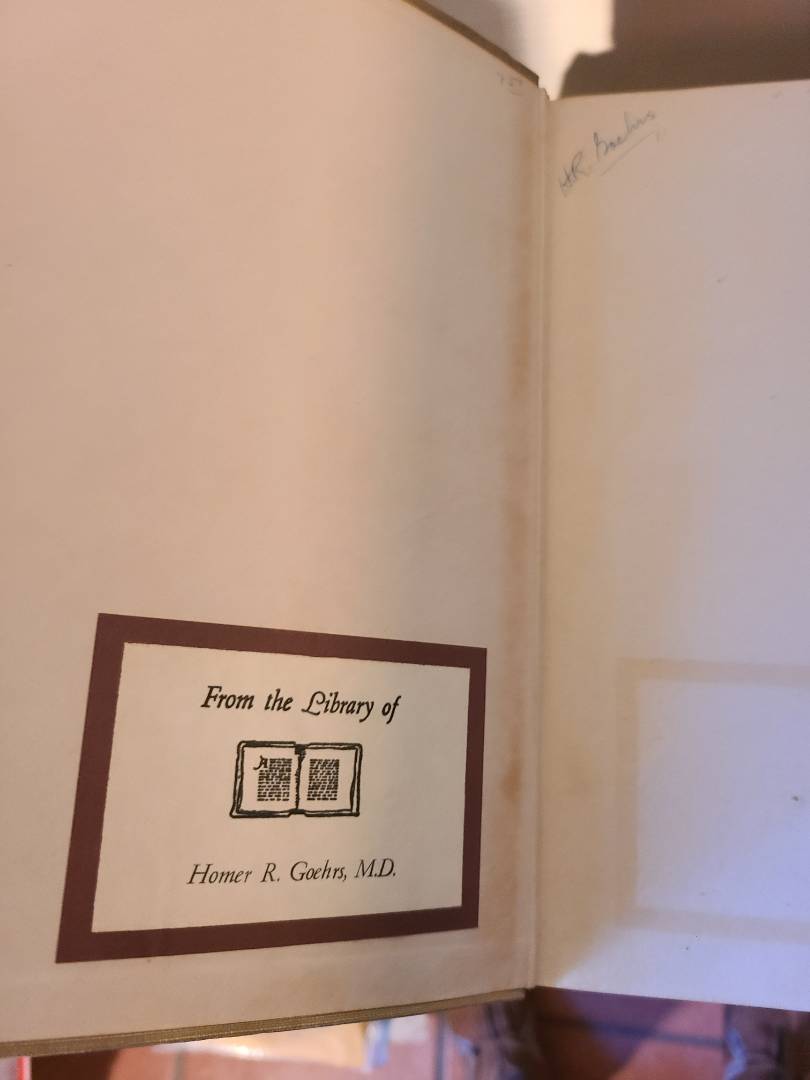 H.R. Goehrs
From the Library of
A
Homer R. Goehrs, M.D.